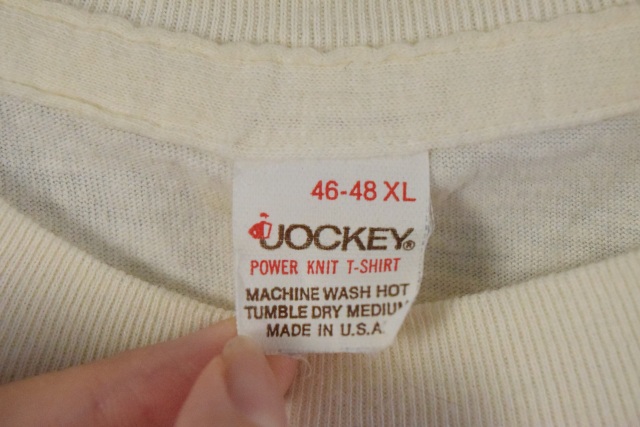 46-48 XL
JOCKEY®
POWER KNIT T-SHIRT
MACHINE WASH HOT
TUMBLE DRY MEDIUM
MADE IN U.S.A.